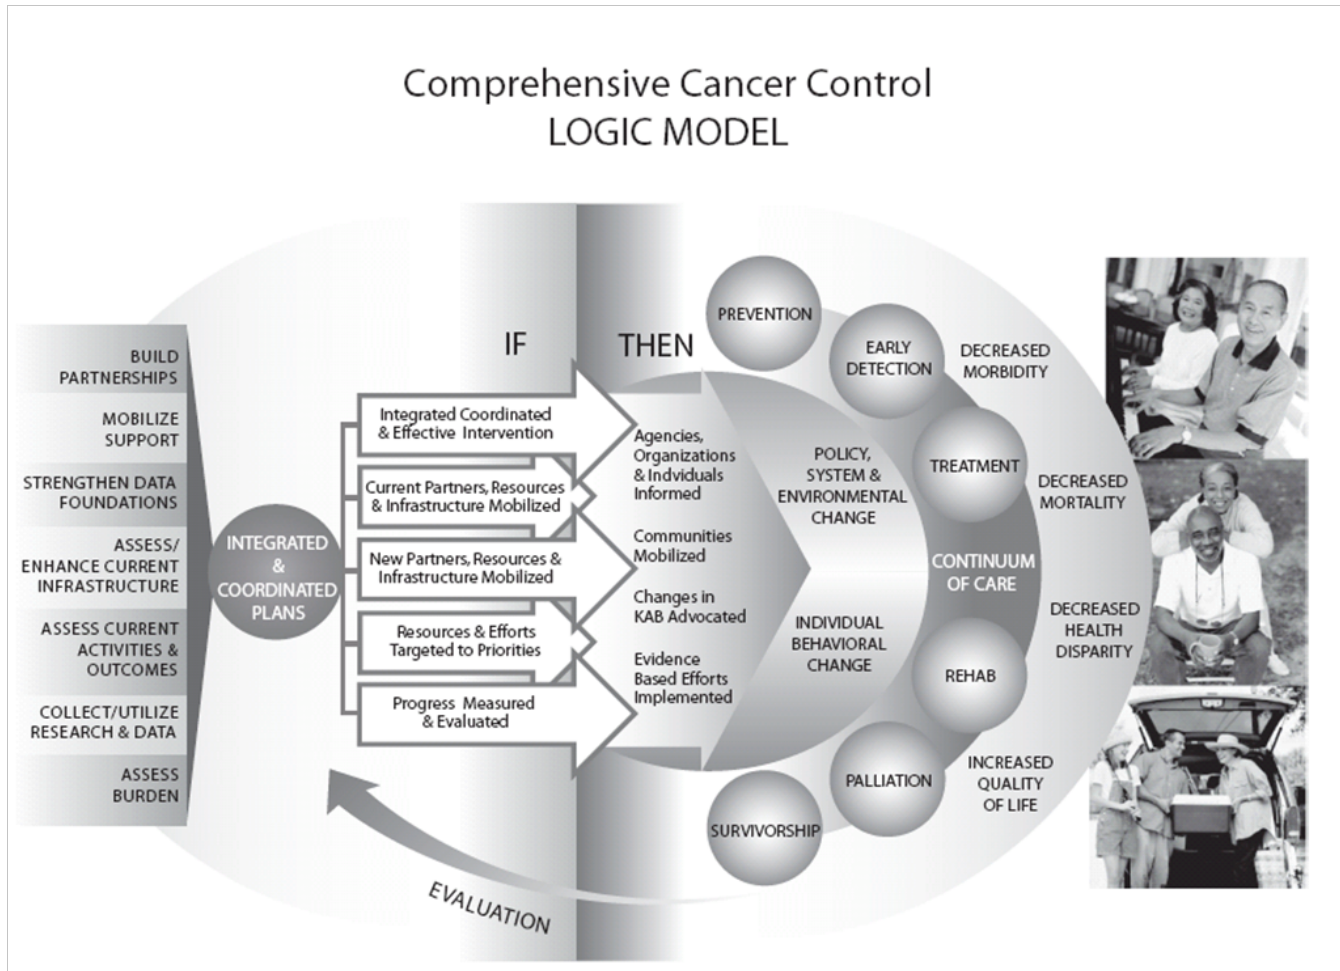 Comprehensive Cancer Control
LOGIC MODEL
BUILD
PARTNERSHIPS
MOBILIZE
SUPPORT
STRENGTHEN DATA
FOUNDATIONS
ASSESS/
ENHANCE CURRENT
INFRASTRUCTURE
ASSESS CURRENT
ACTIVITIES &
OUTCOMES
COLLECT/UTILIZE
RESEARCH & DATA
ASSESS
BURDEN
INTEGRATED
&
COORDINATED
PLANS
IF
Integrated Coordinated
& Effective Intervention
Current Partners, Resources
& Infrastructure Mobilized
New Partners, Resources &
Infrastructure Mobilized
Resources & Efforts
Targeted to Priorities
Progress Measured
& Evaluated
THEN
Agencies,
Organizations
& Indviduals
Informed
Communities
Mobilized
Changes in
KAB Advocated
Evidence
Based Efforts
Implemented
POLICY,
SYSTEM &
ENVIRONMENTAL
CHANGE
INDIVIDUAL
BEHAVIORAL
CHANGE
PREVENTION
EARLY
DETECTION
TREATMENT
CONTINUUM
OF CARE
REHAB
PALLIATION
SURVIVORSHIP
DECREASED
MORBIDITY
DECREASED
MORTALITY
DECREASED
HEALTH
DISPARITY
INCREASED
QUALITY
OF LIFE
EVALUATION